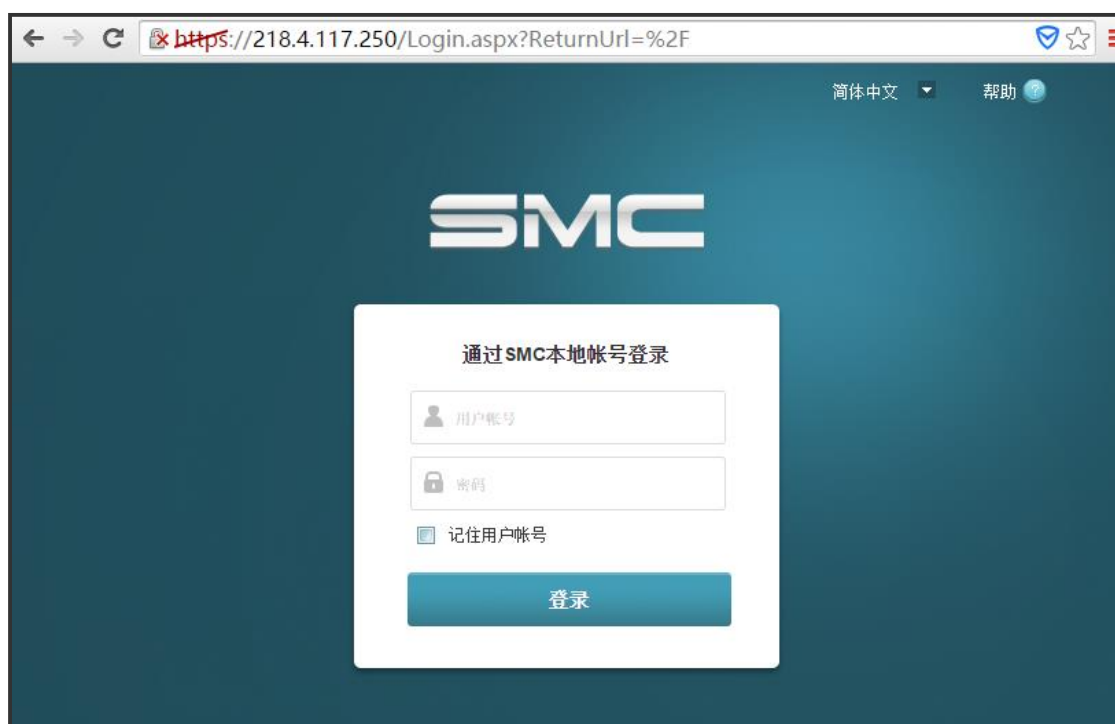 https://218.4.117.250/Login.aspx?ReturnUrl=%2F
简体中文 帮助 ?
SMC
通过SMC本地帐号登录
用户帐号
密码
记住用户帐号
登录